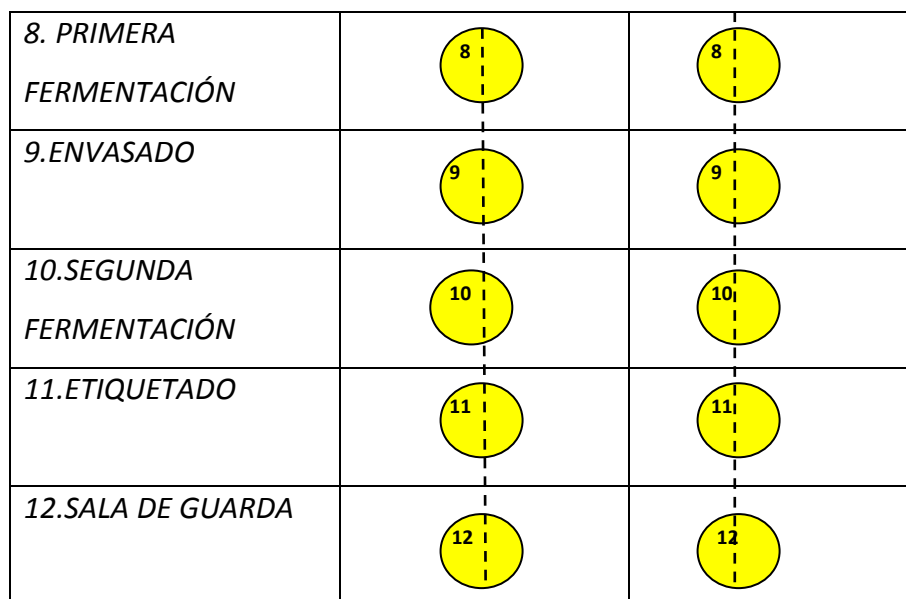 8. PRIMERA
FERMENTACIÓN
8
8
9.ENVASADO
9
9
10.SEGUNDA
FERMENTACIÓN
10
10
11.ETIQUETADO
11
11
12.SALA DE GUARDA
12
12